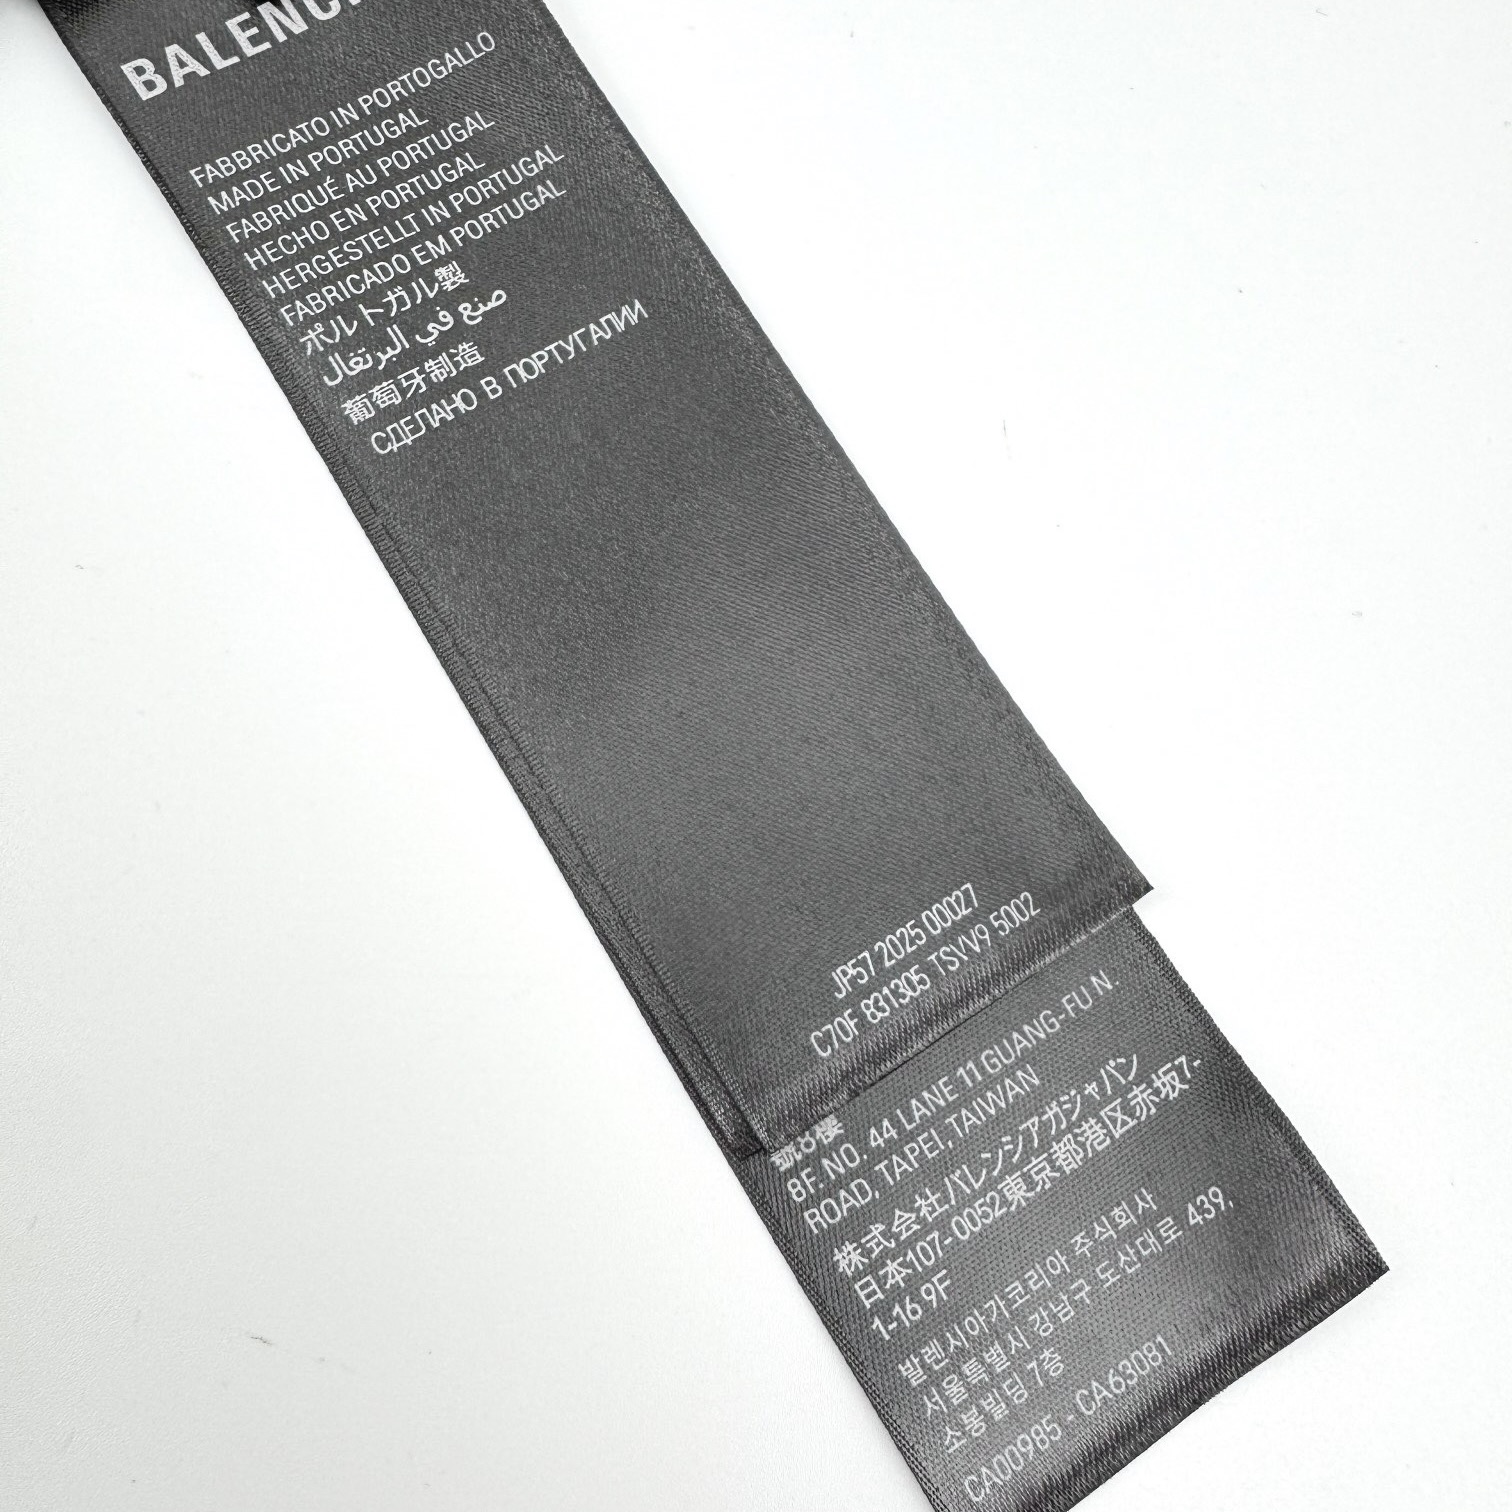 BALENC
FABBRICATO IN PORTOGALLO
MADE IN PORTUGAL
FABRIQUÉ AU PORTUGAL
HECHO EN PORTUGAL
HERGESTELLT IN PORTUGAL
FABRICADO EM PORTUGAL
ポルトガル製
صنع في البرتغال
葡萄牙制造
СДЕЛАНО В ПОРТУГАЛИИ
JP57 2025 00027
C70F 831305 TSVV9 5002
號8樓
8F. NO. 44 LANE 11 GUANG-FU N.
ROAD, TAPEI, TAIWAN
株式会社バレンシアガジャパン
日本107-0052東京都港区赤坂7-
1-16 9F
발렌시아가코리아 주식회사
서울특별시 강남구 도산대로 439,
소봉빌딩 7층
CA00985 - CA63081